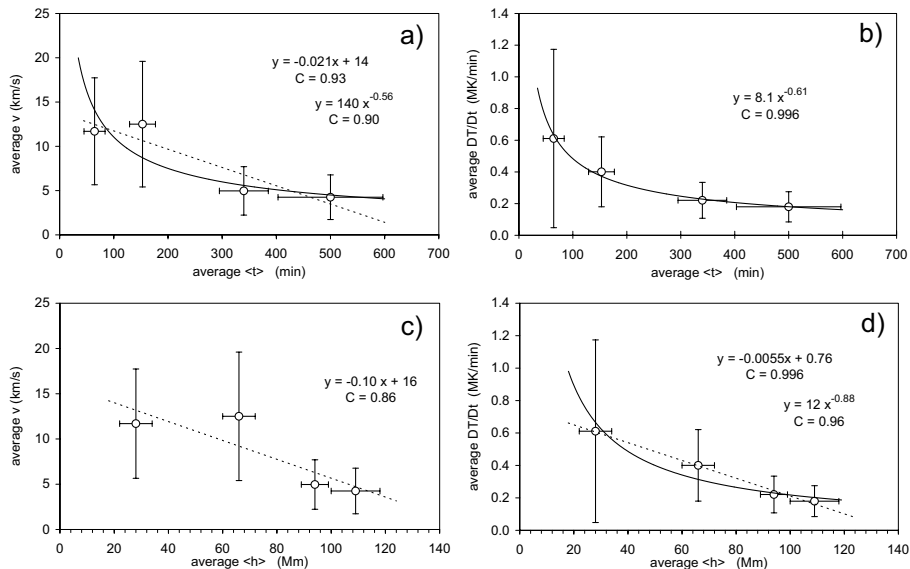 a)
average v (km/s)
25
20
15
10
5
0
y = -0.021x + 14
C = 0.93
y = 140 x^-0.56
C = 0.90
0 100 200 300 400 500 600 700
average <t> (min)
b)
average DT/Dt (MK/min)
1.4
1.2
1.0
0.8
0.6
0.4
0.2
0.0
y = 8.1 x^-0.61
C = 0.996
0 100 200 300 400 500 600 700
average <t> (min)
c)
average v (km/s)
25
20
15
10
5
0
y = -0.10 x + 16
C = 0.86
0 20 40 60 80 100 120 140
average <h> (Mm)
d)
average DT/Dt (MK/min)
1.4
1.2
1.0
0.8
0.6
0.4
0.2
0.0
y = -0.0055x + 0.76
C = 0.996
y = 12 x^-0.88
C = 0.96
0 20 40 60 80 100 120 140
average <h> (Mm)